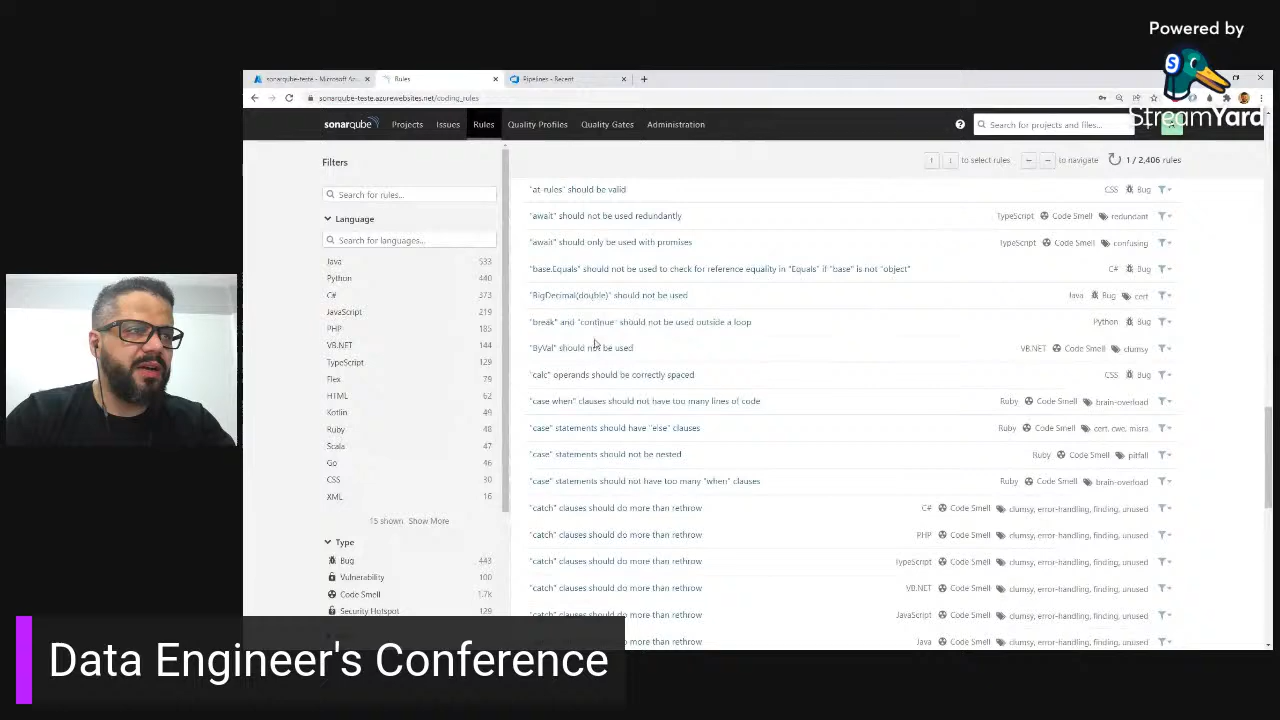 Powered by
StreamYard
sonarqube-teste - Microsoft Az...
Rules
Pipelines - Recent
sonarqube-teste.azurewebsites.net/coding_rules
sonarqube
Projects Issues Rules Quality Profiles Quality Gates Administration
Search for projects and files...
Filters
to select rules to navigate 1 / 2,406 rules
Search for rules...
Language
Search for languages...
Java 533
Python 440
C# 373
JavaScript 312
PHP 185
VB.NET 144
TypeScript 129
Flex 79
HTML 62
Kotlin 49
Ruby 48
Scala 47
Go 46
CSS 30
XML 16
15 shown Show More
Type
Bug 443
Vulnerability 100
Code Smell 1.7k
Security Hotspot 129
"at-rules" should be valid CSS Bug
"await" should not be used redundantly TypeScript Code Smell redundant
"await" should only be used with promises TypeScript Code Smell confusing
"base.Equals" should not be used to check for reference equality in "Equals" if "base" is not "object" C# Bug
"BigDecimal(double)" should not be used Java Bug cert
"break" and "continue" should not be used outside a loop Python Bug
"ByVal" should not be used VB.NET Code Smell clumsy
"calc" operands should be correctly spaced CSS Bug
"case when" clauses should not have too many lines of code Ruby Code Smell brain-overload
"case" statements should have "else" clauses Ruby Code Smell cert, cwe, misra
"case" statements should not be nested Ruby Code Smell pitfall
"case" statements should not have too many "when" clauses Ruby Code Smell brain-overload
"catch" clauses should do more than rethrow C# Code Smell clumsy, error-handling, finding, unused
"catch" clauses should do more than rethrow PHP Code Smell clumsy, error-handling, finding, unused
"catch" clauses should do more than rethrow TypeScript Code Smell clumsy, error-handling, finding, unused
"catch" clauses should do more than rethrow VB.NET Code Smell clumsy, error-handling, finding, unused
"catch" clauses should do more than rethrow JavaScript Code Smell clumsy, error-handling, finding, unused
"catch" clauses should do more than rethrow Java Code Smell clumsy, error-handling, finding, unused
Data Engineer's Conference